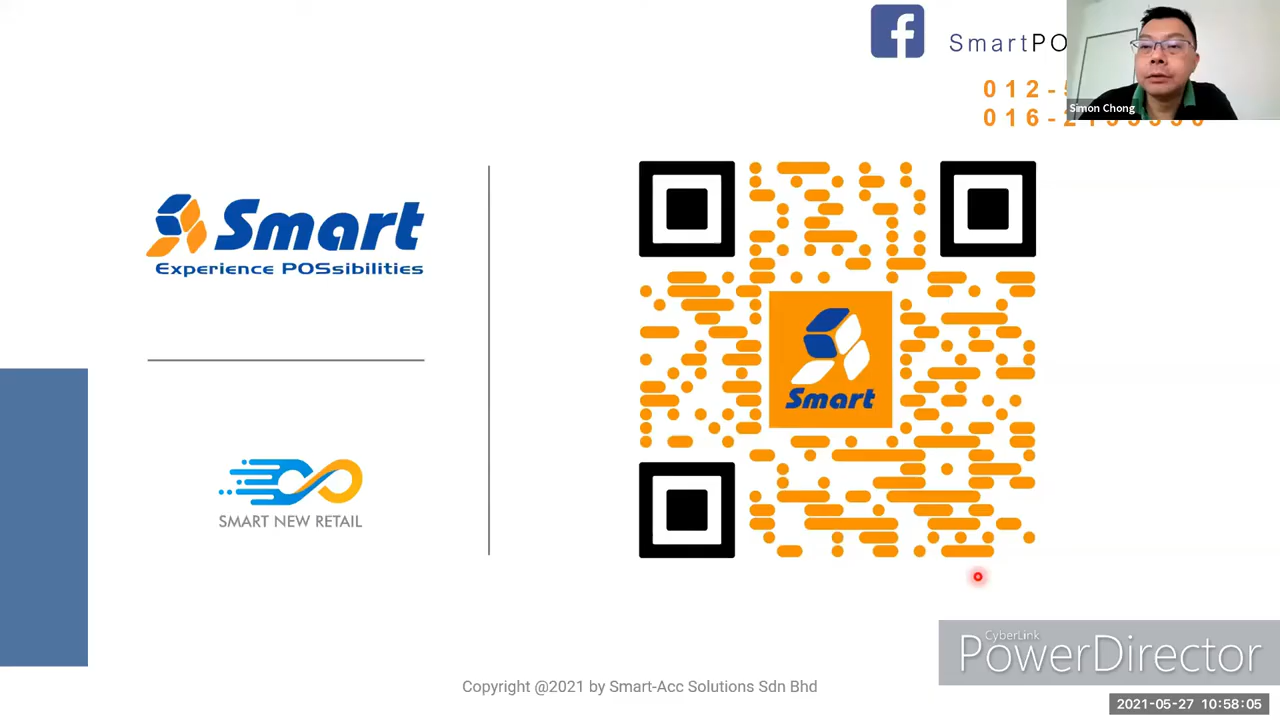 SmartPO
012-
016-2
Simon Chong
Smart
Experience POSsibilities
Smart
SMART NEW RETAIL
CyberLink
PowerDirector
Copyright @2021 by Smart-Acc Solutions Sdn Bhd
2021-05-27 10:58:05